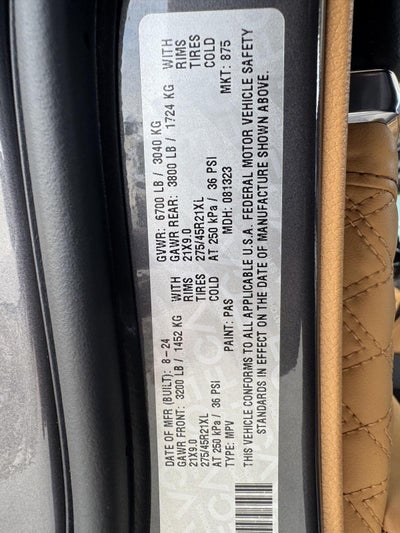 DATE OF MFR (BUILT): 8-24 GVWR: 6700 LB / 3040 KG
GAWR FRONT: 3200 LB / 1452 KG WITH GAWR REAR: 3800 LB / 1724 KG WITH
21X9.0 RIMS 21X9.0 RIMS
275/45R21XL TIRES 275/45R21XL TIRES
AT 250 kPa / 36 PSI COLD AT 250 kPa / 36 PSI COLD
TYPE: MPV PAINT: PAS MDH: 081323 MKT: 875
THIS VEHICLE CONFORMS TO ALL APPLICABLE U.S.A. FEDERAL MOTOR VEHICLE SAFETY
STANDARDS IN EFFECT ON THE DATE OF MANUFACTURE SHOWN ABOVE.